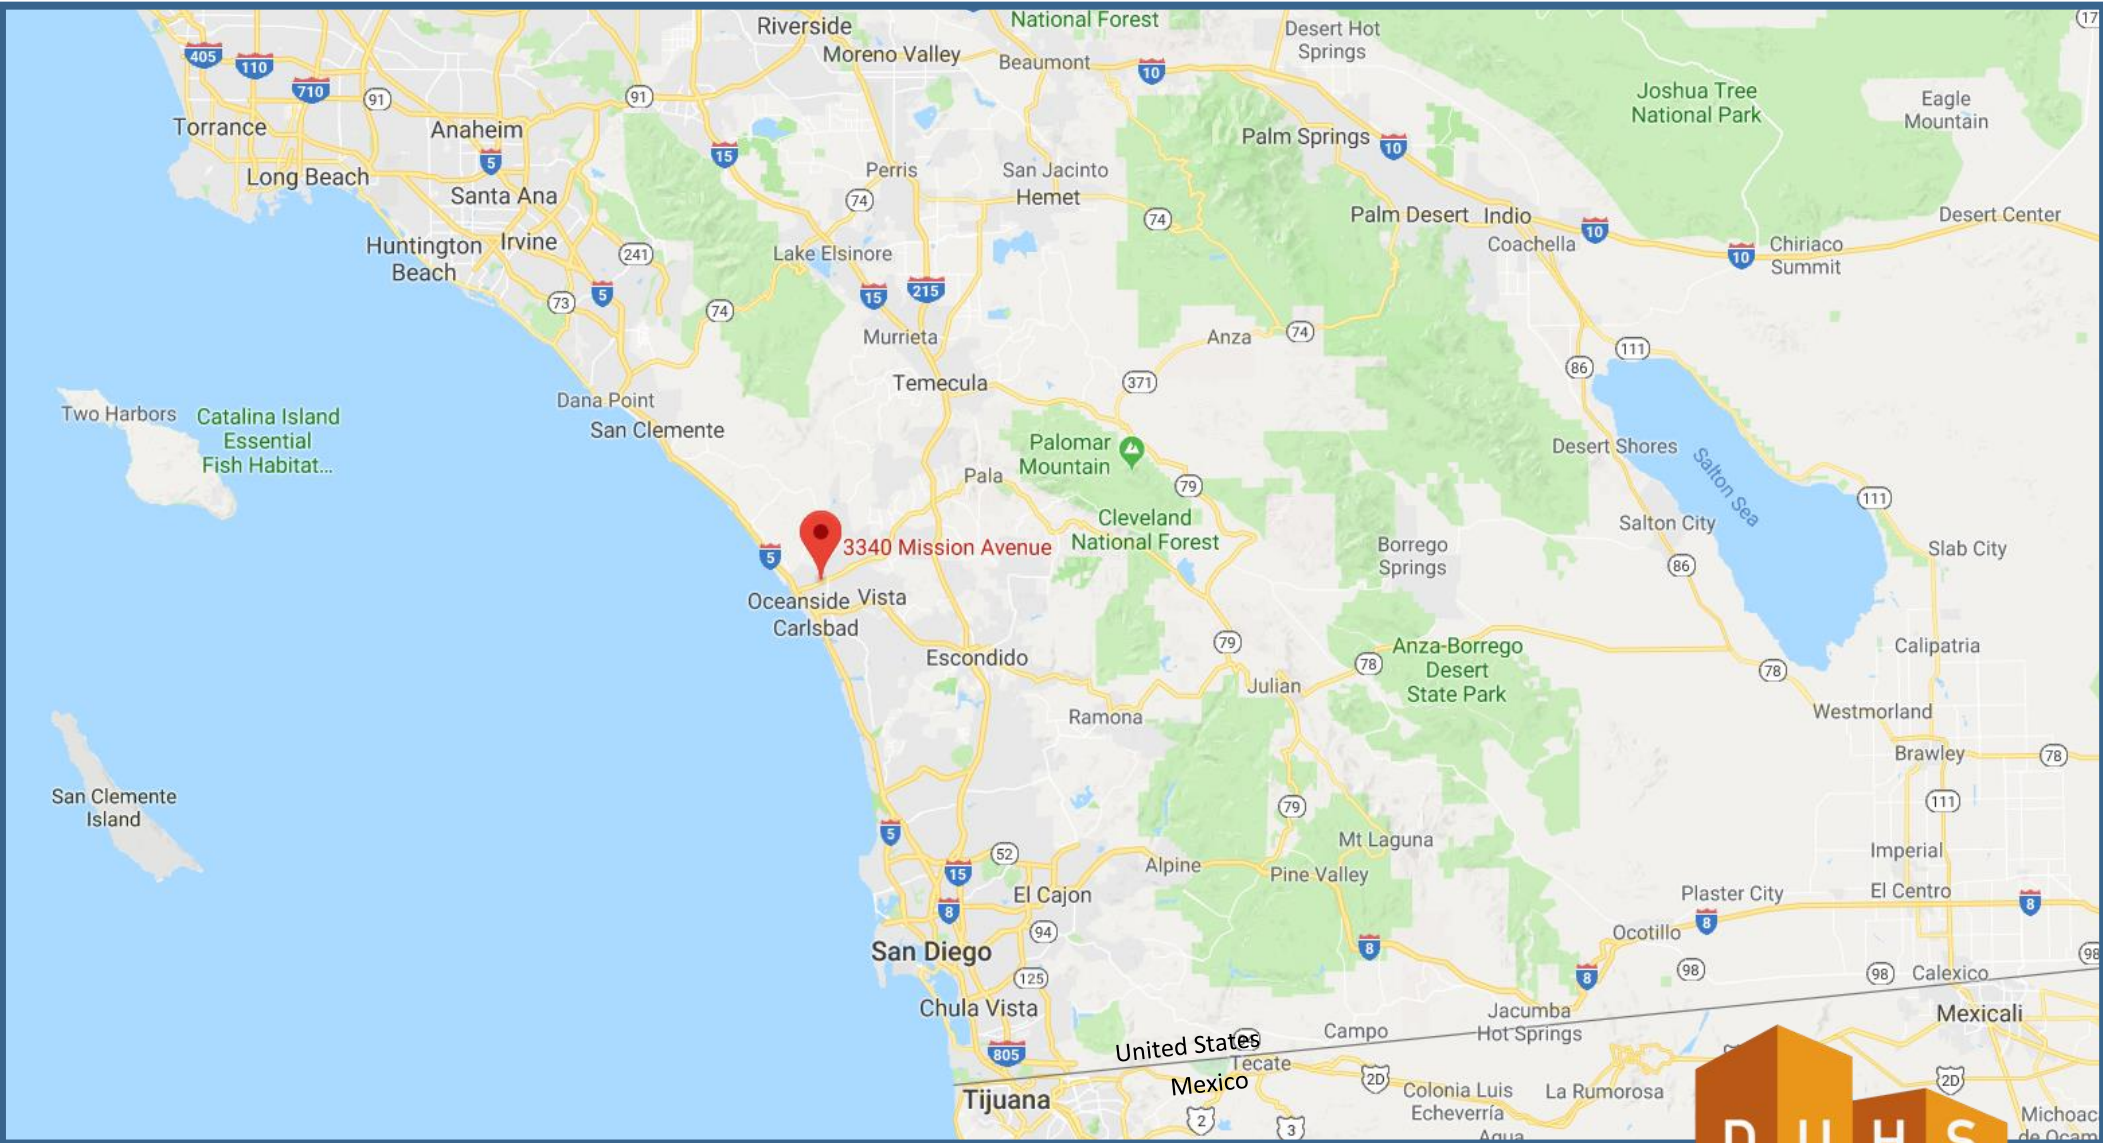 Riverside
National Forest
Desert Hot
Springs
17
Moreno Valley
Beaumont
405
110
10
710
91
91
Joshua Tree
National Park
Eagle
Mountain
Torrance
Anaheim
Palm Springs
10
5
15
Long Beach
Perris
San Jacinto
Santa Ana
74
Hemet
74
Palm Desert
Indio
Desert Center
10
Huntington
Beach
Irvine
241
Lake Elsinore
Coachella
10
Chiriaco
Summit
73
5
15
215
74
Murrieta
Anza
74
111
86
Temecula
371
Two Harbors
Catalina Island
Essential
Fish Habitat...
Dana Point
San Clemente
Palomar
Mountain
Desert Shores
Salton Sea
Pala
79
111
Cleveland
National Forest
Salton City
5
3340 Mission Avenue
Borrego
Springs
Slab City
86
Oceanside
Vista
Carlsbad
79
Anza-Borrego
Desert
State Park
Calipatria
Escondido
78
78
Julian
Ramona
Westmorland
Brawley
78
San Clemente
Island
79
111
5
52
Mt Laguna
Alpine
15
Pine Valley
Imperial
El Cajon
Plaster City
El Centro
8
8
8
94
Ocotillo
San Diego
8
98
125
8
98
98
Calexico
Chula Vista
Jacumba
Hot Springs
Mexicali
Campo
United States
805
Tecate
Mexico
2D
2D
Tijuana
Colonia Luis
Echeverría
Agua
La Rumorosa
2
3
Michoac
de Ocam
DUHS